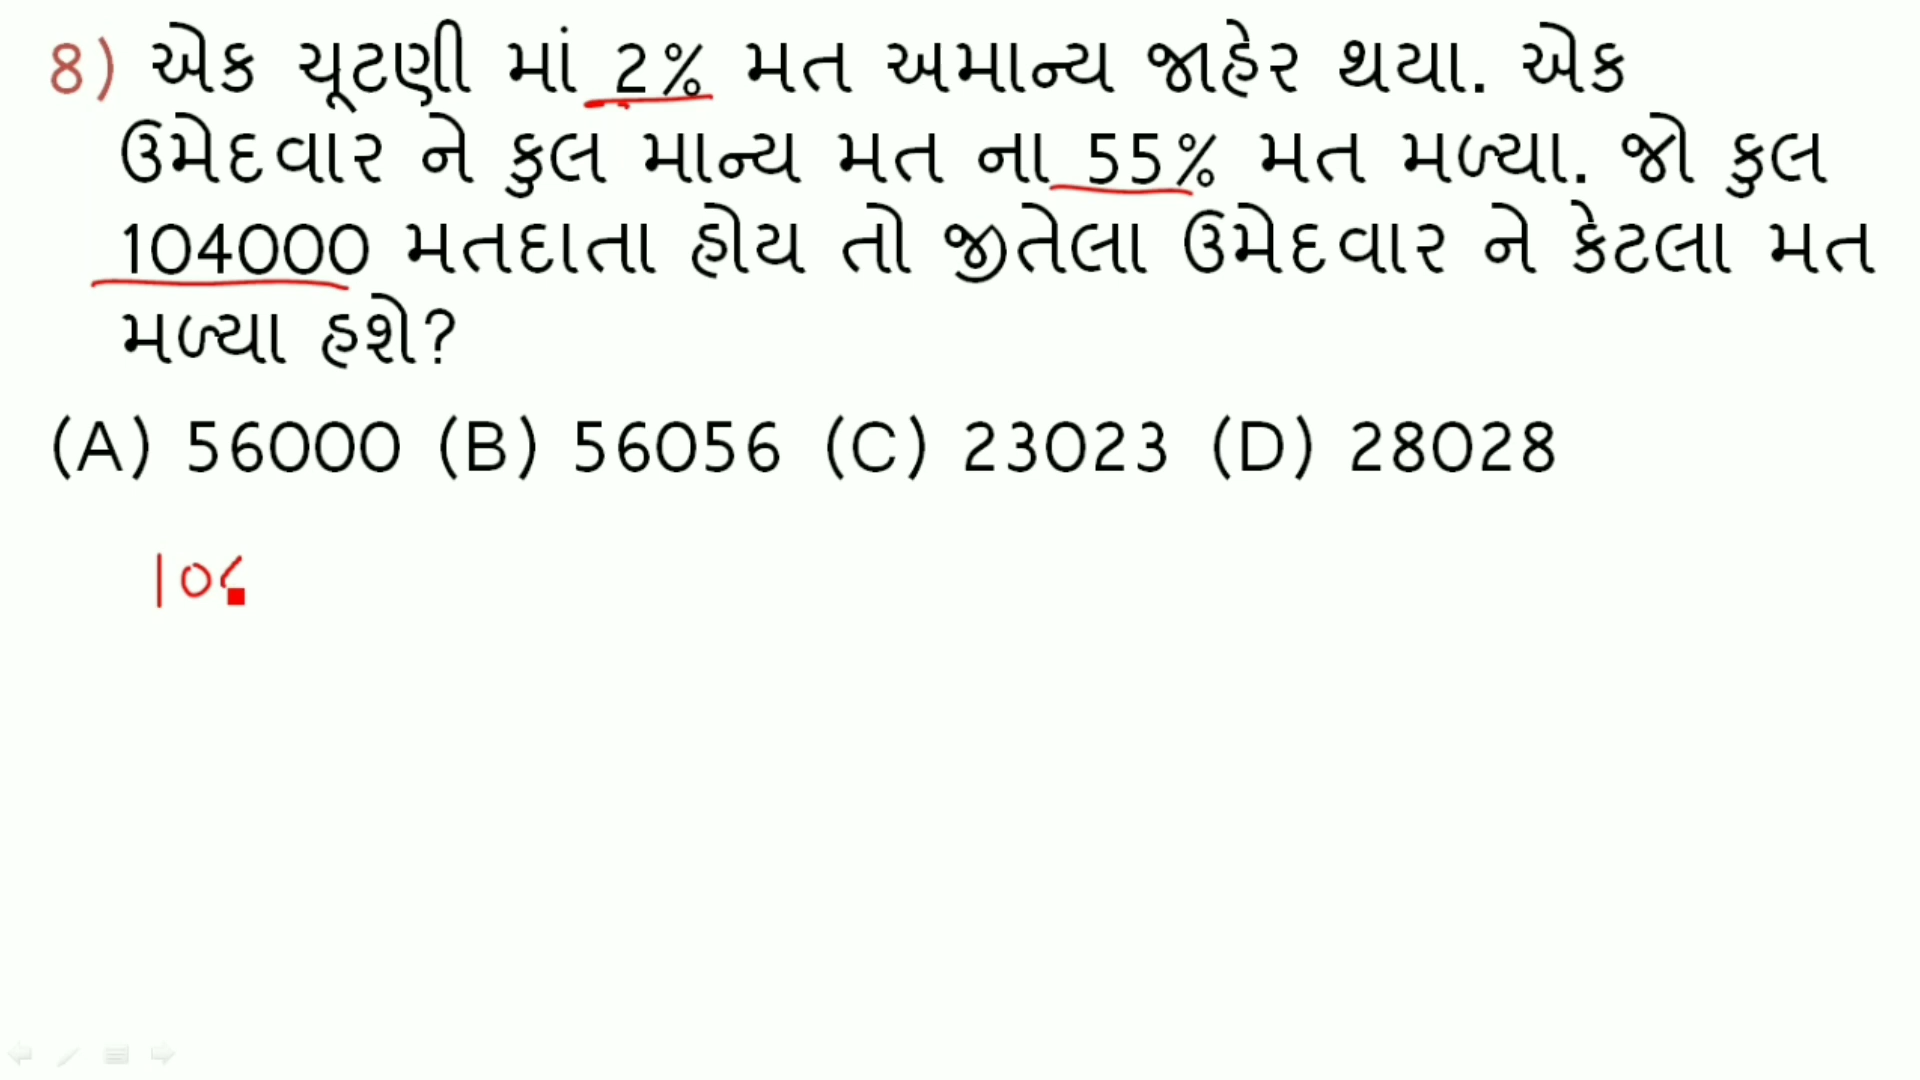 8) એક ચૂટણી માં 2% મત અમાન્ય જાહેર થયા. એક
ઉમેદવાર ને કુલ માન્ય મત ના 55% મત મળ્યા. જો કુલ
104000 મતદાતા હોય તો જીતેલા ઉમેદવાર ને કેટલા મત
મળ્યા હશે?
(A) 56000 (B) 56056 (C) 23023 (D) 28028